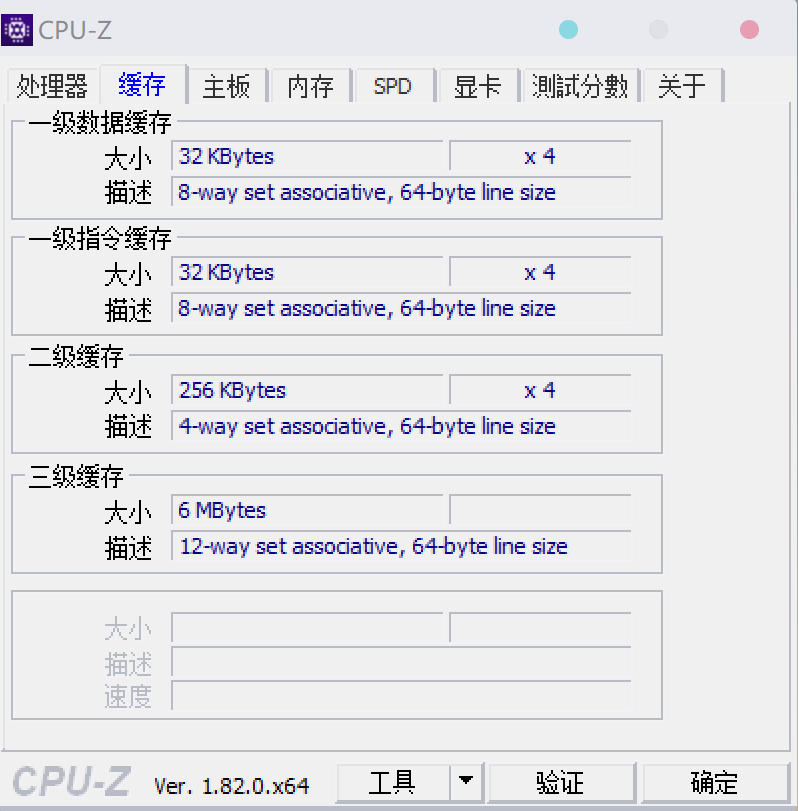 CPU-Z
处理器 缓存 主板 内存 SPD 显卡 測試分數 关于
一级数据缓存
大小 32 KBytes x 4
描述 8-way set associative, 64-byte line size
一级指令缓存
大小 32 KBytes x 4
描述 8-way set associative, 64-byte line size
二级缓存
大小 256 KBytes x 4
描述 4-way set associative, 64-byte line size
三级缓存
大小 6 MBytes
描述 12-way set associative, 64-byte line size
大小
描述
速度
CPU-Z Ver. 1.82.0.x64 工具 验证 确定